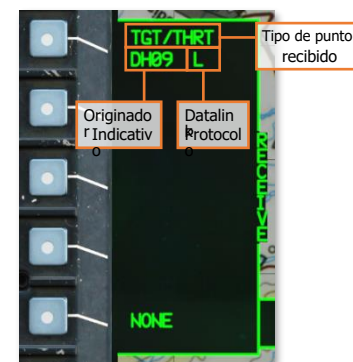 TGT/THRT
DH09 L
Tipo de punto
recibido
Originado
r Indicativ
o
Datalin
k
Protocol
o
RECEIVE
NONE